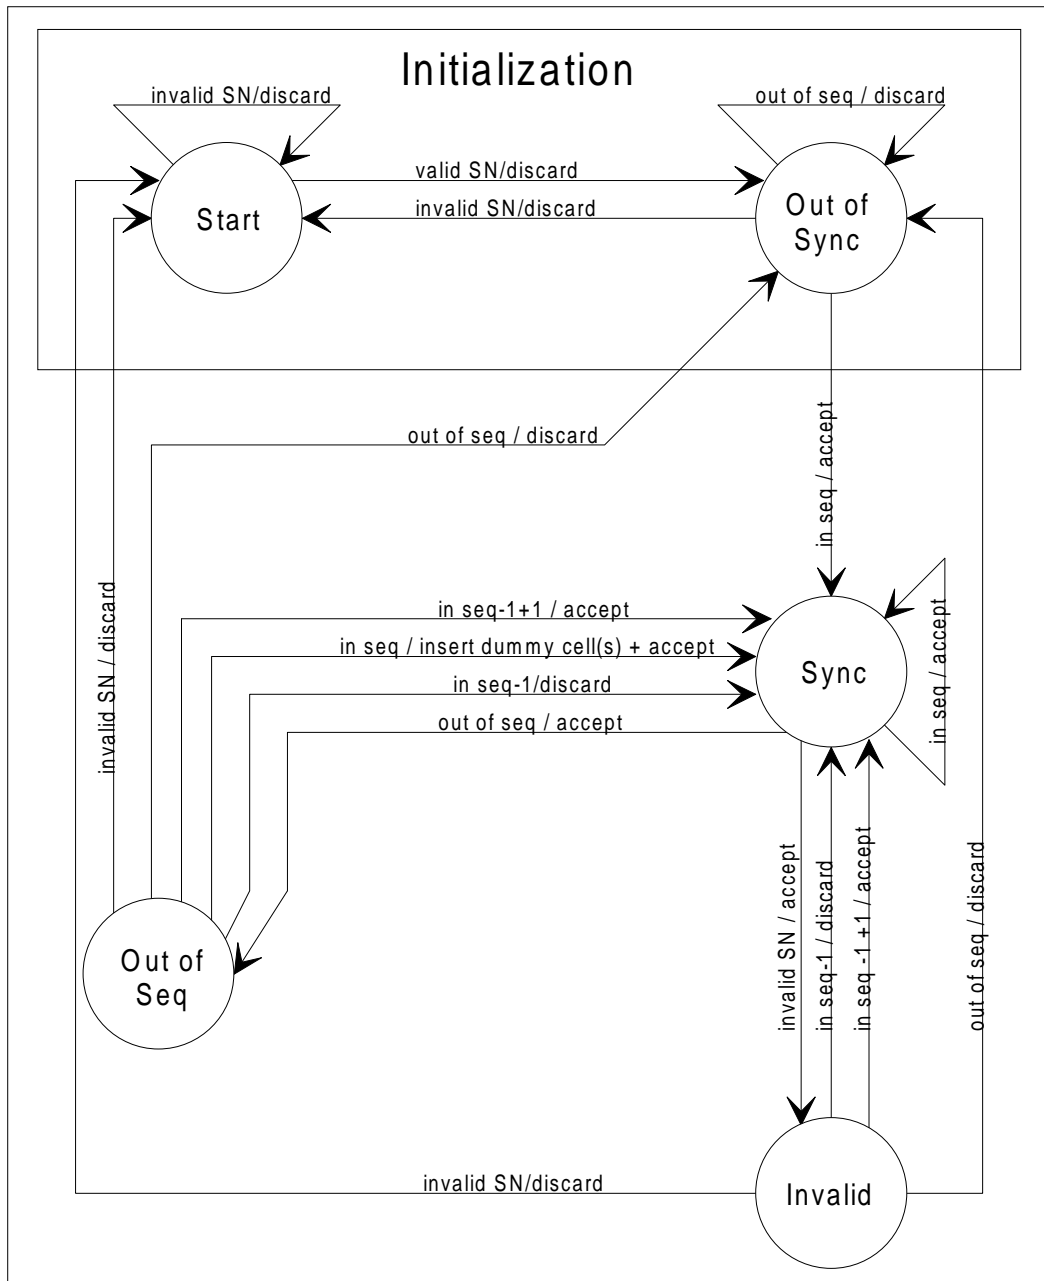 Initialization
invalid SN/discard
out of seq / discard
valid SN/discard
invalid SN/discard
Start
Out of
Sync
out of seq / discard
in seq / accept
invalid SN / discard
in seq-1+1 / accept
in seq / insert dummy cell(s) + accept
in seq-1/discard
out of seq / accept
Sync
in seq / accept
Out of
Seq
invalid SN / accept
in seq-1 / discard
in seq -1 +1 / accept
out of seq / discard
invalid SN/discard
Invalid